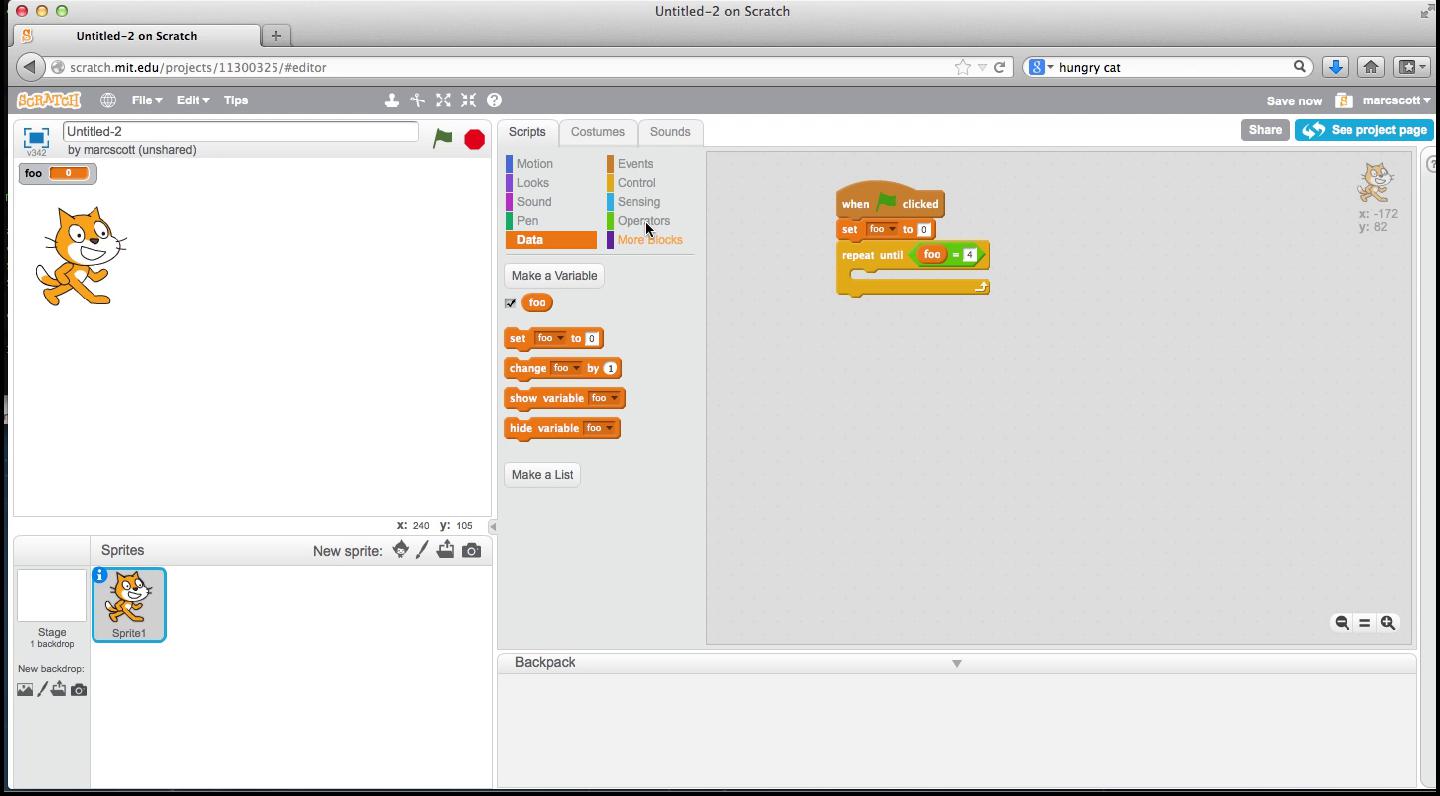 Untitled-2 on Scratch
Untitled-2 on Scratch
scratch.mit.edu/projects/11300325/#editor
hungry cat
SCRATCH
File
Edit
Tips
Save now
marcscott
v342
Untitled-2
by marcscott (unshared)
foo 0
Scripts
Costumes
Sounds
Share
See project page
Motion
Looks
Sound
Pen
Data
Events
Control
Sensing
Operators
More Blocks
Make a Variable
foo
set foo to 0
change foo by 1
show variable foo
hide variable foo
Make a List
when clicked
set foo to 0
repeat until foo = 4
x: -172
y: 82
x: 240 y: 105
Sprites
New sprite:
Stage
1 backdrop
New backdrop:
Sprite1
Backpack